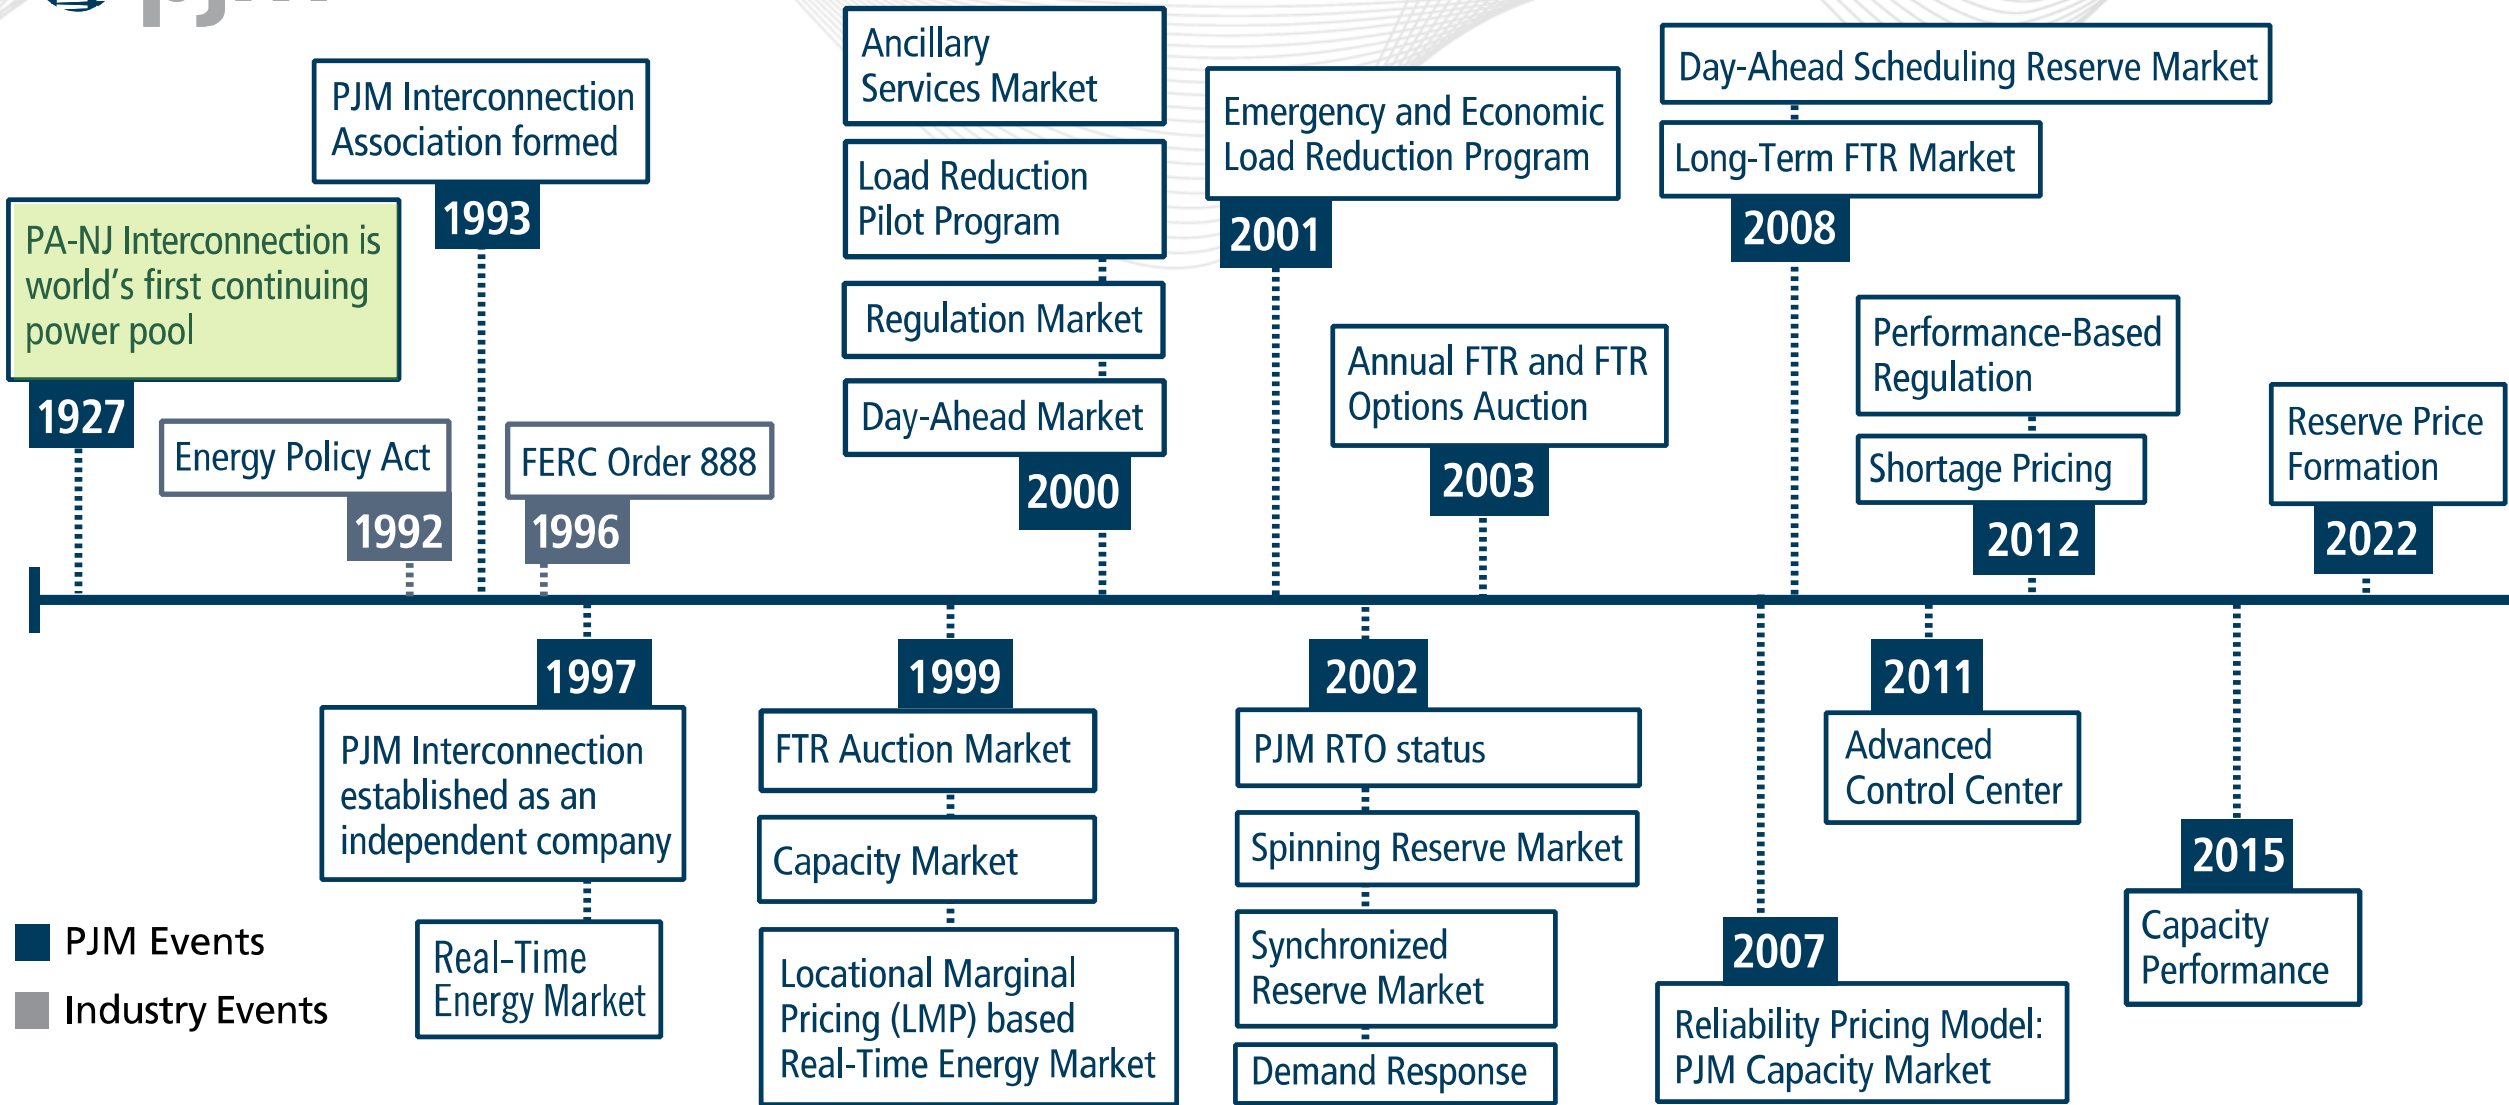 pjm
PJM Interconnection
Association formed
1993
PA-NJ Interconnection is
world's first continuing
power pool
1927
Energy Policy Act
1992
FERC Order 888
1996
Ancillary
Services Market
Load Reduction
Pilot Program
Regulation Market
Day-Ahead Market
2000
Emergency and Economic
Load Reduction Program
2001
Annual FTR and FTR
Options Auction
2003
Day-Ahead Scheduling Reserve Market
Long-Term FTR Market
2008
Performance-Based
Regulation
Shortage Pricing
2012
Reserve Price
Formation
2022
1997
PJM Interconnection
established as an
independent company
Real-Time
Energy Market
1999
FTR Auction Market
Capacity Market
Locational Marginal
Pricing (LMP) based
Real-Time Energy Market
2002
PJM RTO status
Spinning Reserve Market
Synchronized
Reserve Market
Demand Response
2007
Reliability Pricing Model:
PJM Capacity Market
2011
Advanced
Control Center
2015
Capacity
Performance
PJM Events
Industry Events